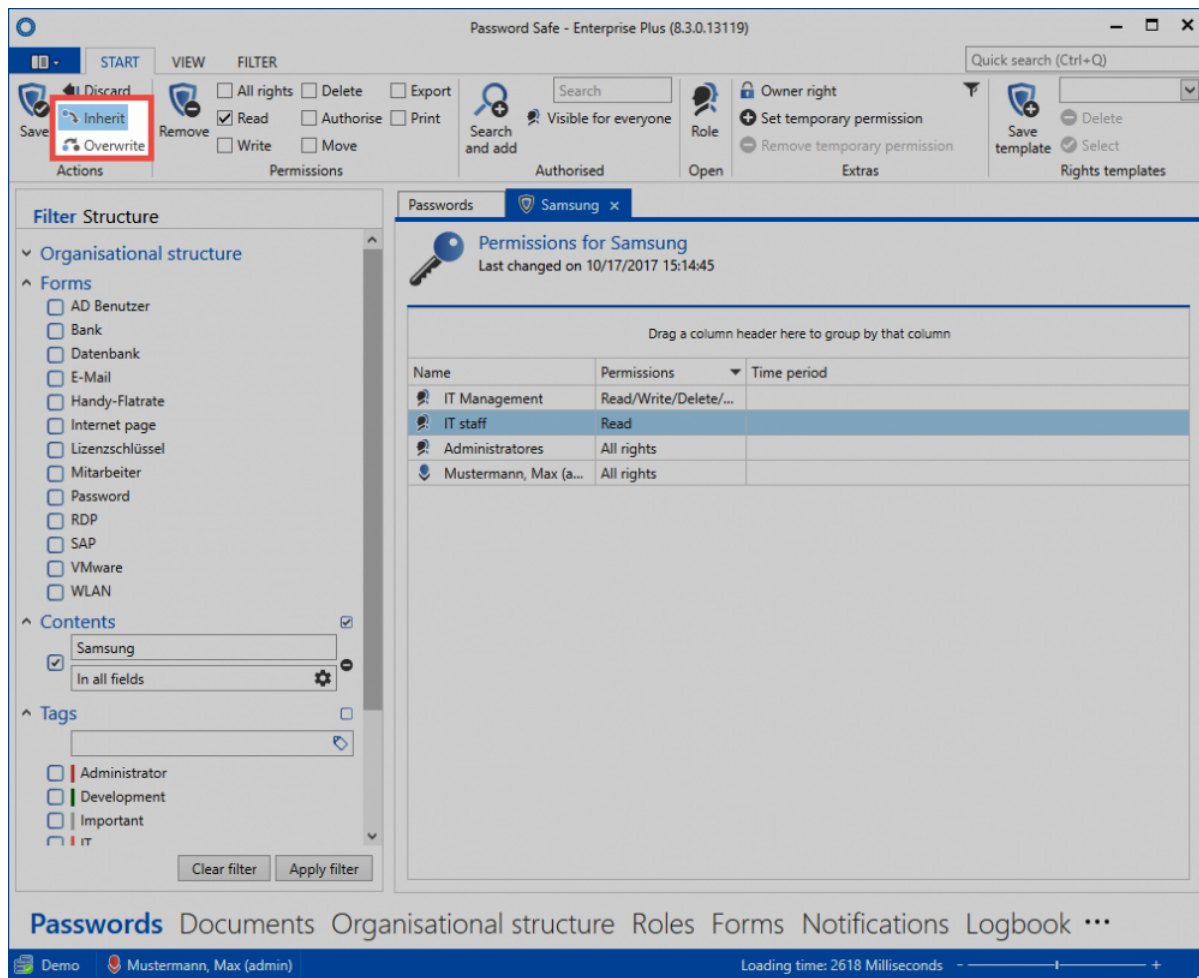 Password Safe - Enterprise Plus (8.3.0.13119)
START VIEW FILTER Quick search (Ctrl+Q)
Save
Discard
Inherit
Overwrite
Actions
Remove
All rights Delete Export
Read Authorise Print
Write Move
Permissions
Search and add
Search
Visible for everyone
Authorised
Role
Open
Owner right
Set temporary permission
Remove temporary permission
Extras
Save template
Delete
Select
Rights templates
Filter Structure
Organisational structure
Forms
AD Benutzer
Bank
Datenbank
E-Mail
Handy-Flatrate
Internet page
Lizenzschlüssel
Mitarbeiter
Password
RDP
SAP
VMware
WLAN
Contents
Samsung
In all fields
Tags
Administrator
Development
Important
IT
Clear filter Apply filter
Passwords Samsung
Permissions for Samsung
Last changed on 10/17/2017 15:14:45
Drag a column header here to group by that column
Name Permissions Time period
IT Management Read/Write/Delete/...
IT staff Read
Administratores All rights
Mustermann, Max (a... All rights
Passwords Documents Organisational structure Roles Forms Notifications Logbook •••
Demo Mustermann, Max (admin) Loading time: 2618 Milliseconds - +